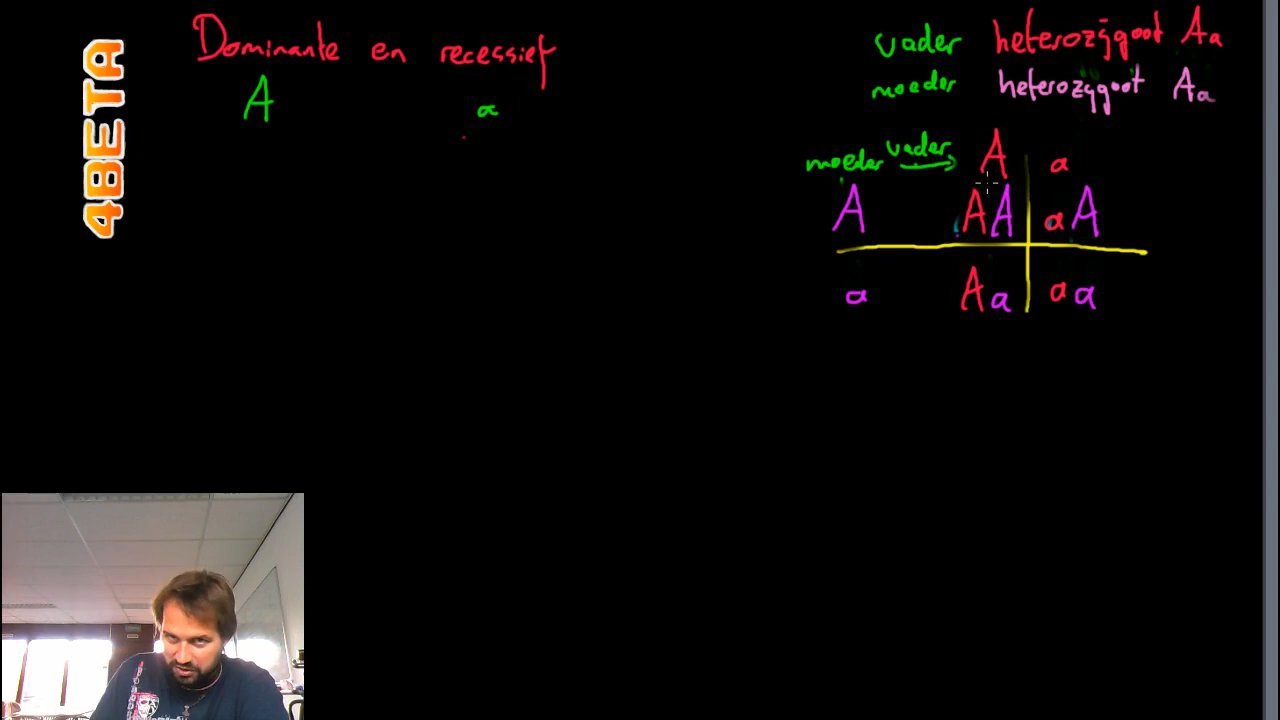 4BETA
Dominante en recessief
A a
vader heterozygoot Aa
moeder heterozygoot Aa
moeder vader → A a
A AA aA
a Aa aa